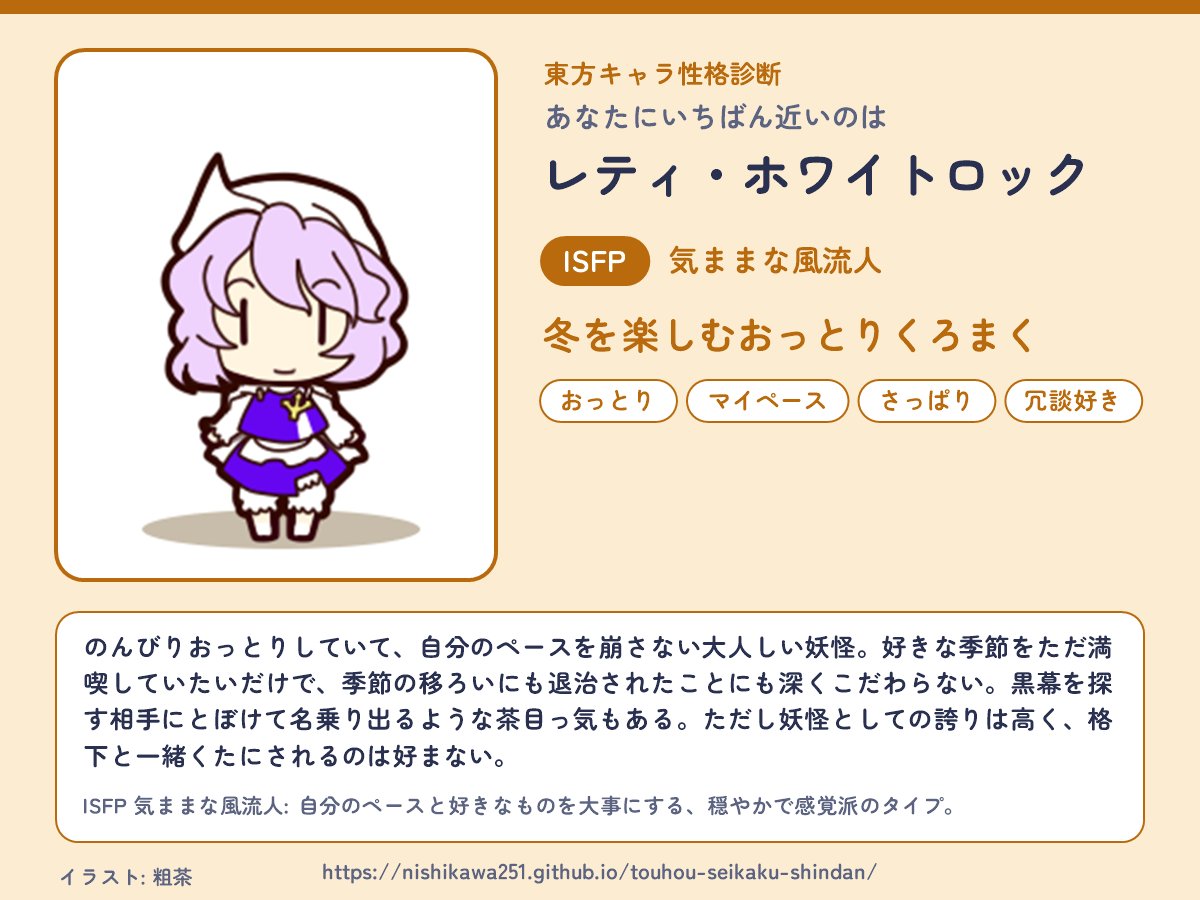 東方キャラ性格診断
あなたにいちばん近いのは
レティ・ホワイトロック
ISFP 気ままな風流人
冬を楽しむおっとりくろまく
おっとり マイペース さっぱり 冗談好き
のんびりおっとりしていて、自分のペースを崩さない大人しい妖怪。好きな季節をただ満
喫していたいだけで、季節の移ろいにも退治されたことにも深くこだわらない。黒幕を探
す相手にとぼけて名乗り出るような茶目っ気もある。ただし妖怪としての誇りは高く、格
下と一緒くたにされるのは好まない。
ISFP 気ままな風流人: 自分のペースと好きなものを大事にする、穏やかで感覚派のタイプ。
イラスト: 粗茶
https://nishikawa251.github.io/touhou-seikaku-shindan/